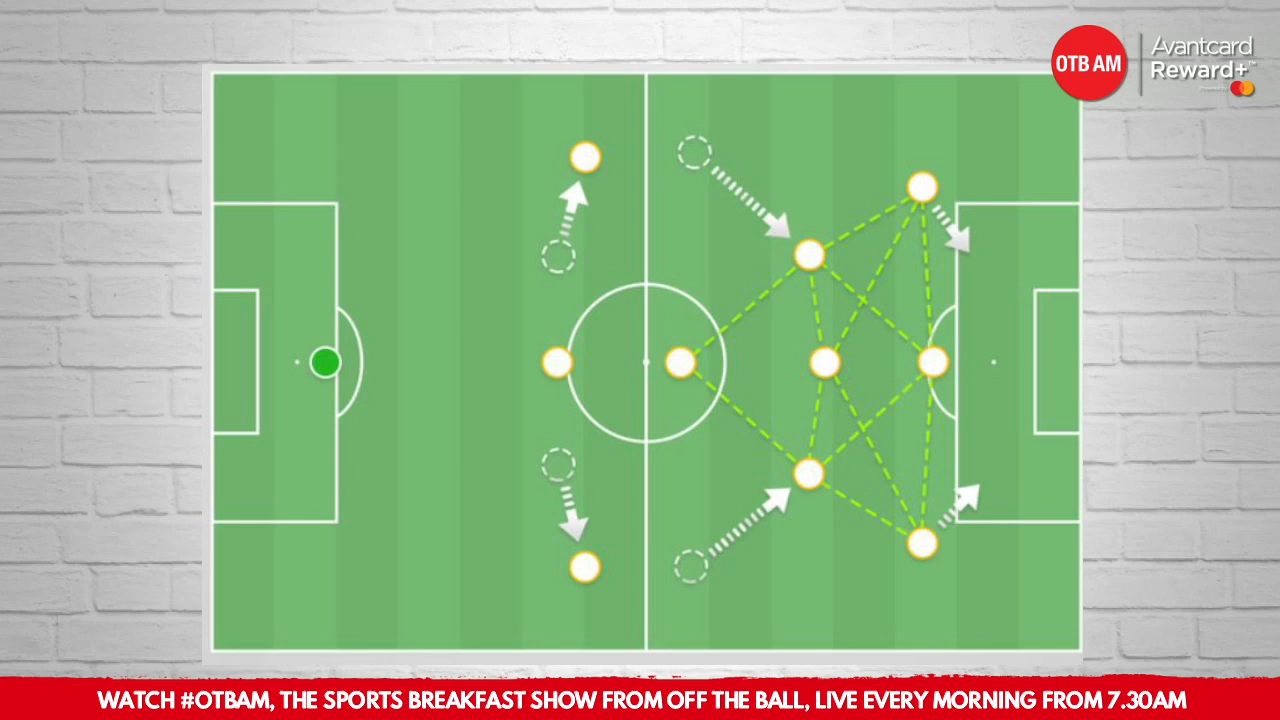 OTB AM
Avantcard
Reward+™
WATCH #OTBAM, THE SPORTS BREAKFAST SHOW FROM OFF THE BALL, LIVE EVERY MORNING FROM 7.30AM